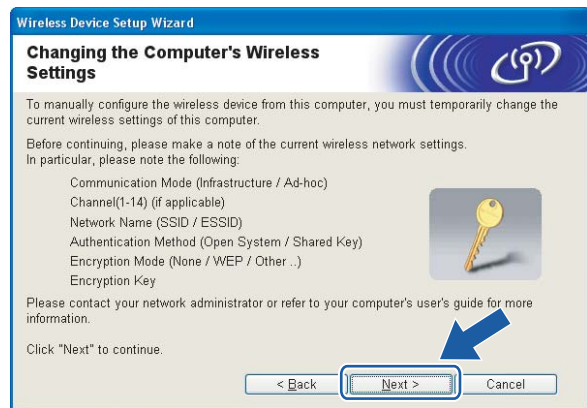 Wireless Device Setup Wizard
Changing the Computer's Wireless
Settings
To manually configure the wireless device from this computer, you must temporarily change the
current wireless settings of this computer.
Before continuing, please make a note of the current wireless network settings.
In particular, please note the following:
Communication Mode (Infrastructure / Ad-hoc)
Channel(1-14) (if applicable)
Network Name (SSID / ESSID)
Authentication Method (Open System / Shared Key)
Encryption Mode (None / WEP / Other ..)
Encryption Key
Please contact your network administrator or refer to your computer's user's guide for more
information.
Click "Next" to continue.
< Back Next > Cancel